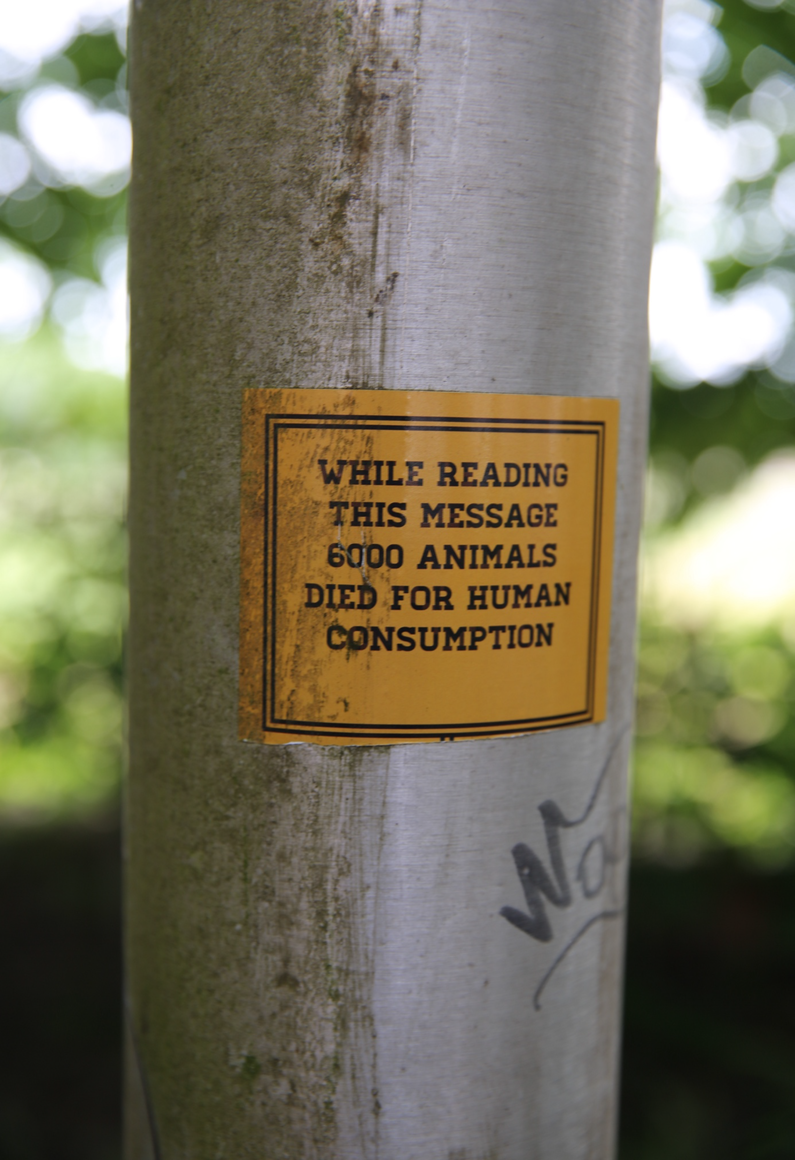 WHILE READING
THIS MESSAGE
6000 ANIMALS
DIED FOR HUMAN
CONSUMPTION